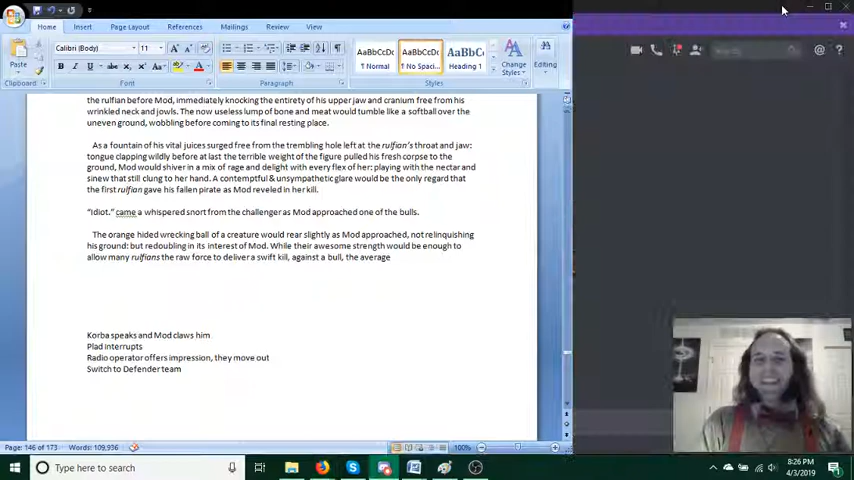 Home Insert Page Layout References Mailings Review View
Calibri (Body) 11
Paste
AaBbCcDc AaBbCcDc AaBbC
¶ Normal ¶ No Spaci... Heading 1
Change Styles
Editing
Clipboard Font Paragraph Styles
the rulfian before Mod, immediately knocking the entirety of his upper jaw and cranium free from his
wrinkled neck and jowls. The now useless lump of bone and meat would tumble like a softball over the
uneven ground, wobbling before coming to its final resting place.
As a fountain of his vital juices surged free from the trembling hole left at the rulfian's throat and jaw:
tongue clapping wildly before at last the terrible weight of the figure pulled his fresh corpse to the
ground, Mod would shiver in a mix of rage and delight with every flex of her: playing with the nectar and
sinew that still clung to her hand. A contemptful & unsympathetic glare would be the only regard that
the first rulfian gave his fallen pirate as Mod reveled in her kill.
“Idiot.” came a whispered snort from the challenger as Mod approached one of the bulls.
The orange hided wrecking ball of a creature would rear slightly as Mod approached, not relinquishing
his ground: but redoubling in its interest of Mod. While their awesome strength would be enough to
allow many rulfians the raw force to deliver a swift kill, against a bull, the average
Korba speaks and Mod claws him
Plad interrupts
Radio operator offers impression, they move out
Switch to Defender team
Page: 146 of 173 Words: 109,936 100%
Type here to search
8:26 PM
4/3/2019